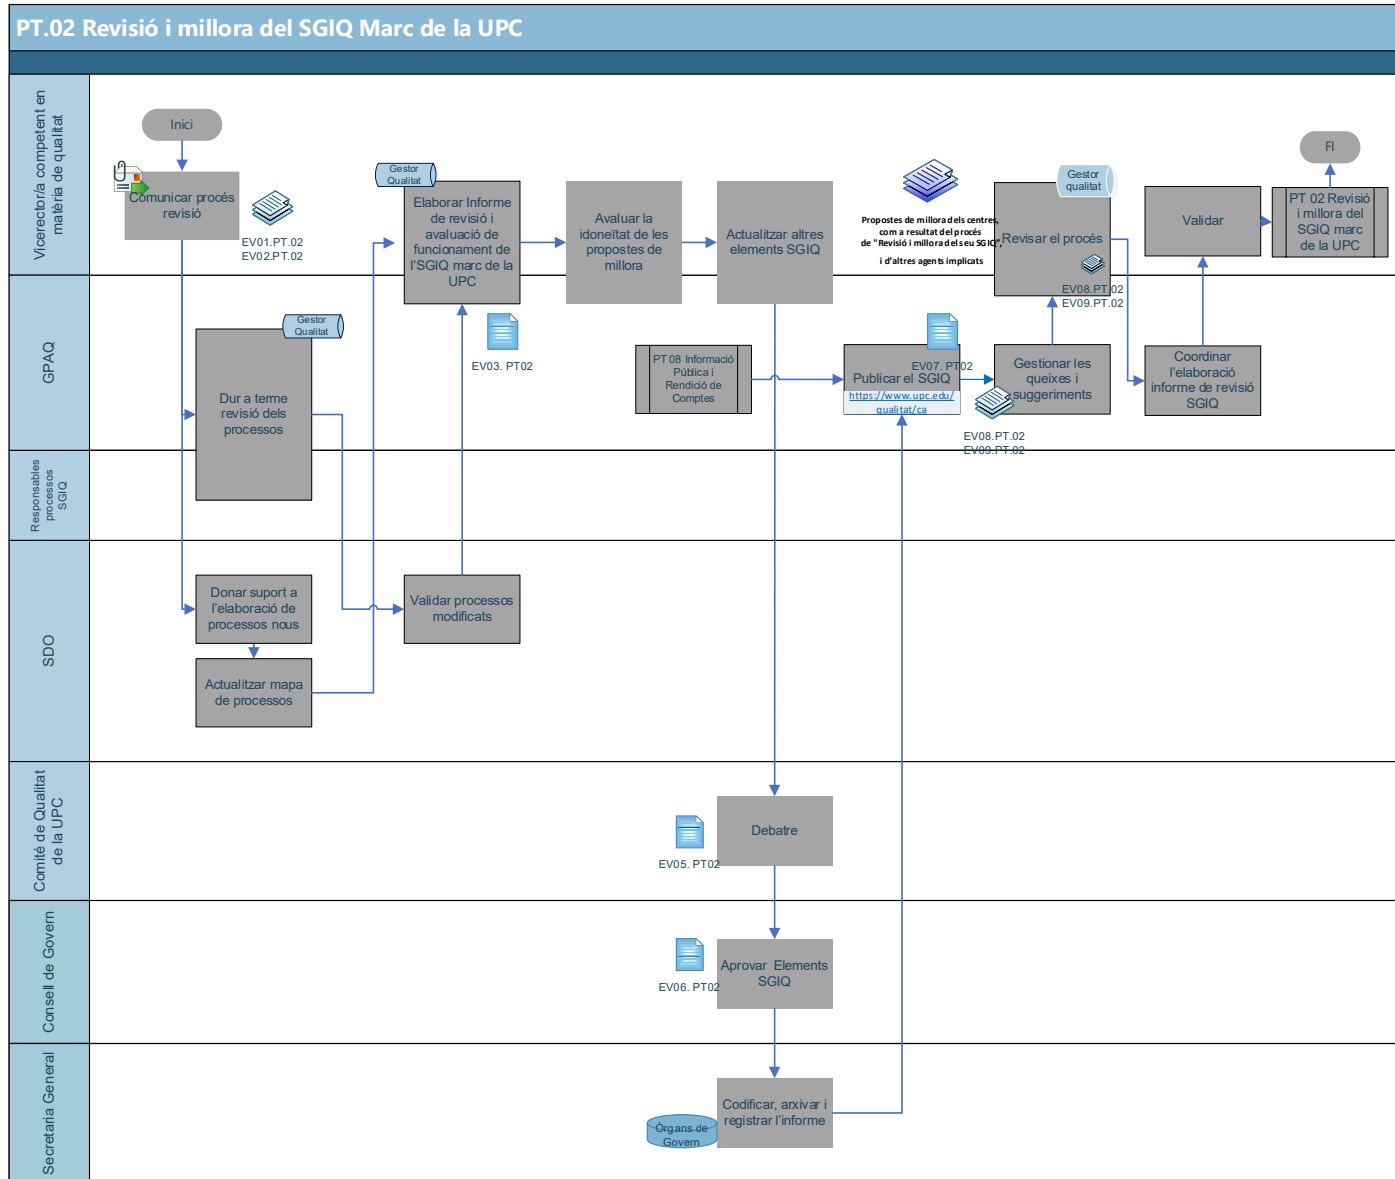 PT.02 Revisió i millora del SGIQ Marc de la UPC
Vicerector/a competent en
matèria de qualitat
Inici
Comunicar procés
revisió
EV01.PT.02
EV02.PT.02
Gestor
Qualitat
Elaborar Informe
de revisió i
avaluació de
funcionament de
l'SGIQ marc de la
UPC
Avaluar la
idoneïtat de les
propostes de
millora
Actualitzar altres
elements SGIQ
Propostes de millora dels centres,
com a resultat del procés
de "Revisió i millora del seu SGIQ",
i d'altres agents implicats
Gestor
qualitat
Revisar el procés
EV08.PT.02
EV09.PT.02
Validar
FI
PT 02 Revisió
i millora del
SGIQ marc
de la UPC
GPAQ
Gestor
Qualitat
Dur a terme
revisió dels
processos
EV03. PT02
PT 08 Informació
Pública i
Rendició de
Comptes
EV07. PT02
Publicar el SGIQ
https://www.upc.edu/
qualitat/ca
Gestionar les
queixes i
suggeriments
EV08.PT.02
EV09.PT.02
Coordinar
l'elaboració
informe de revisió
SGIQ
Responsables
processos
SGIQ
SDO
Donar suport a
l'elaboració de
processos nous
Validar processos
modificats
Actualitzar mapa
de processos
Comité de Qualitat
de la UPC
Debatre
EV05. PT02
Consell de Govern
Aprovar Elements
SGIQ
EV06. PT02
Secretaria General
Codificar, arxivar i
registrar l'informe
Òrgans de
Govern